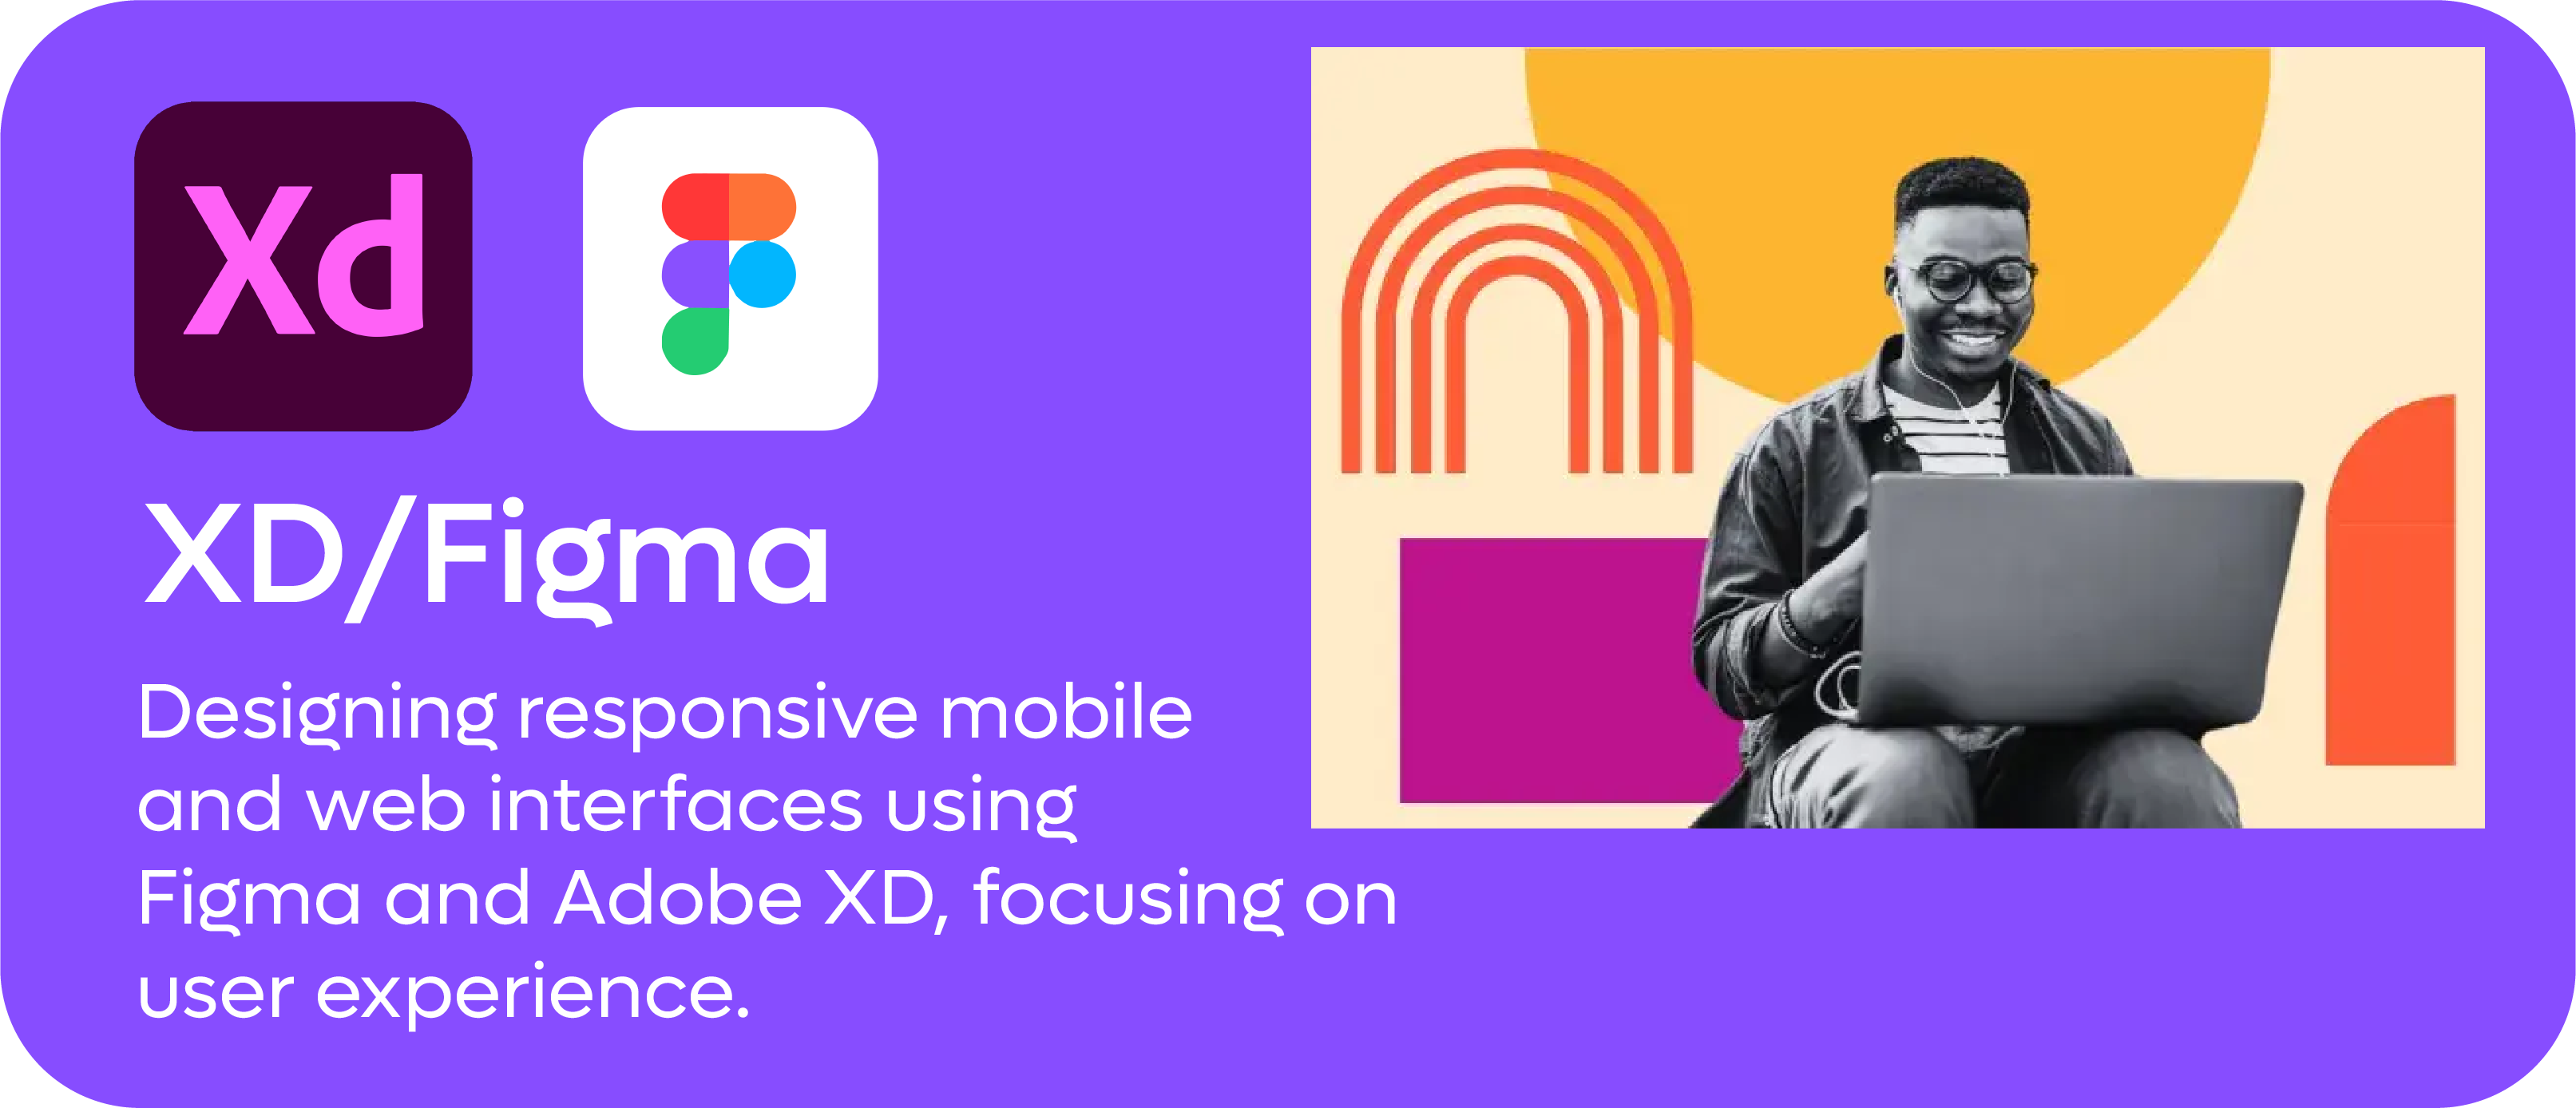 Xd
XD/Figma
Designing responsive mobile
and web interfaces using
Figma and Adobe XD, focusing on
user experience.